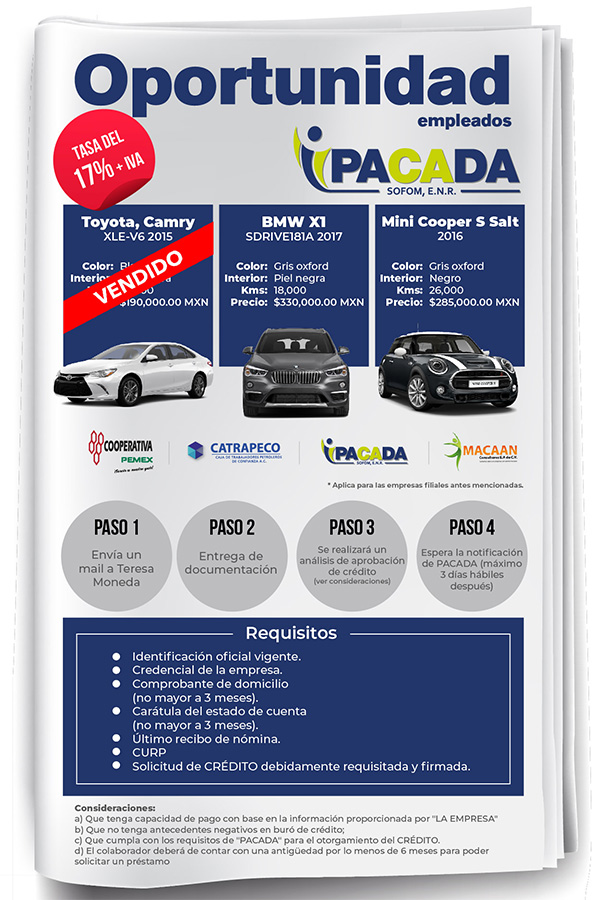 Oportunidad
empleados
TASA DEL
17% + IVA
PACADA
SOFOM, E.N.R.
Toyota, Camry
XLE-V6 2015
Color:
Interior:
$190,000.00 MXN
VENDIDO
BMW X1
SDRIVE181A 2017
Color: Gris oxford
Interior: Piel negra
Kms: 18,000
Precio: $330,000.00 MXN
Mini Cooper S Salt
2016
Color: Gris oxford
Interior: Negro
Kms: 26,000
Precio: $285,000.00 MXN
COOPERATIVA
PEMEX
CATRAPECO
CAJA DE TRABAJADORES PETROLEROS
DE CONFIANZA A.C.
PACADA
SOFOM, E.N.R.
MACAAN
* Aplica para las empresas filiales antes mencionadas.
PASO 1
Envía un
mail a Teresa
Moneda
PASO 2
Entrega de
documentación
PASO 3
Se realizará un
análisis de aprobación
de crédito
(ver consideraciones)
PASO 4
Espera la notificación
de PACADA (máximo
3 días hábiles
después)
Requisitos
Identificación oficial vigente.
Credencial de la empresa.
Comprobante de domicilio
(no mayor a 3 meses).
Carátula del estado de cuenta
(no mayor a 3 meses).
Último recibo de nómina.
CURP
Solicitud de CRÉDITO debidamente requisitada y firmada.
Consideraciones:
a) Que tenga capacidad de pago con base en la información proporcionada por "LA EMPRESA"
b) Que no tenga antecedentes negativos en buró de crédito;
c) Que cumpla con los requisitos de "PACADA" para el otorgamiento del CRÉDITO.
d) El colaborador deberá de contar con una antigüedad por lo menos de 6 meses para poder
solicitar un préstamo